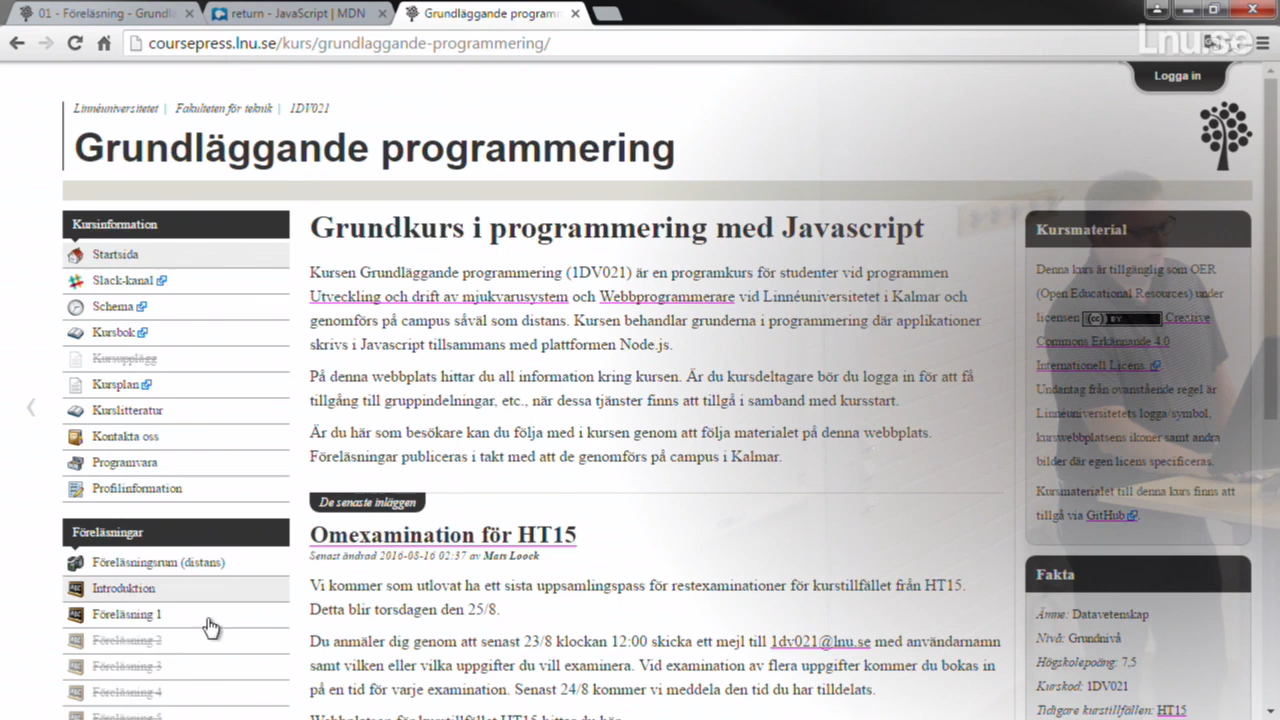 01 - Föreläsning - Grundl
return - JavaScript | MDN
Grundläggande programm
coursepress.lnu.se/kurs/grundlaggande-programmering/
Lnu.se
Logga in
Linnéuniversitetet | Fakulteten för teknik | 1DV021
Grundläggande programmering
Kursinformation
Startsida
Slack-kanal
Schema
Kursbok
Kursupplägg
Kursplan
Kurslitteratur
Kontakta oss
Programvara
Profilinformation
Föreläsningar
Föreläsningsrum (distans)
Introduktion
Föreläsning 1
Föreläsning 2
Föreläsning 3
Föreläsning 4
Föreläsning 5
Grundkurs i programmering med Javascript
Kursen Grundläggande programmering (1DV021) är en programkurs för studenter vid programmen
Utveckling och drift av mjukvarusystem och Webbprogrammerare vid Linnéuniversitetet i Kalmar och
genomförs på campus såväl som distans. Kursen behandlar grunderna i programmering där applikationer
skrivs i Javascript tillsammans med plattformen Node.js.
På denna webbplats hittar du all information kring kursen. Är du kursdeltagare bör du logga in för att få
tillgång till gruppindelningar, etc., när dessa tjänster finns att tillgå i samband med kursstart.
Är du här som besökare kan du följa med i kursen genom att följa materialet på denna webbplats.
Föreläsningar publiceras i takt med att de genomförs på campus i Kalmar.
De senaste inläggen
Omexamination för HT15
Senast ändrad 2016-08-16 02:37 av Mats Loock
Vi kommer som utlovat ha ett sista uppsamlingspass för restexaminationer för kurstillfället från HT15.
Detta blir torsdagen den 25/8.
Du anmäler dig genom att senast 23/8 klockan 12:00 skicka ett mejl till 1dv021@lnu.se med användarnamn
samt vilken eller vilka uppgifter du vill examinera. Vid examination av flera uppgifter kommer du bokas in
på en tid för varje examination. Senast 24/8 kommer vi meddela den tid du har tilldelats.
Webbplatsen för kurstillfället HT15 hittar du här.
Kursmaterial
Denna kurs är tillgänglig som OER
(Open Educational Resources) under
licensen (cc) BY Creative
Commons Erkännande 4.0
Internationell Licens.
Undantag från ovanstående regel är
Linnéuniversitetets logga/symbol,
kurswebbplatsens ikoner samt andra
bilder där egen licens specificeras.
Kursmaterialet till denna kurs finns att
tillgå via GitHub.
Fakta
Ämne: Datavetenskap
Nivå: Grundnivå
Högskolepoäng: 7,5
Kurskod: 1DV021
Tidigare kurstillfällen: HT15